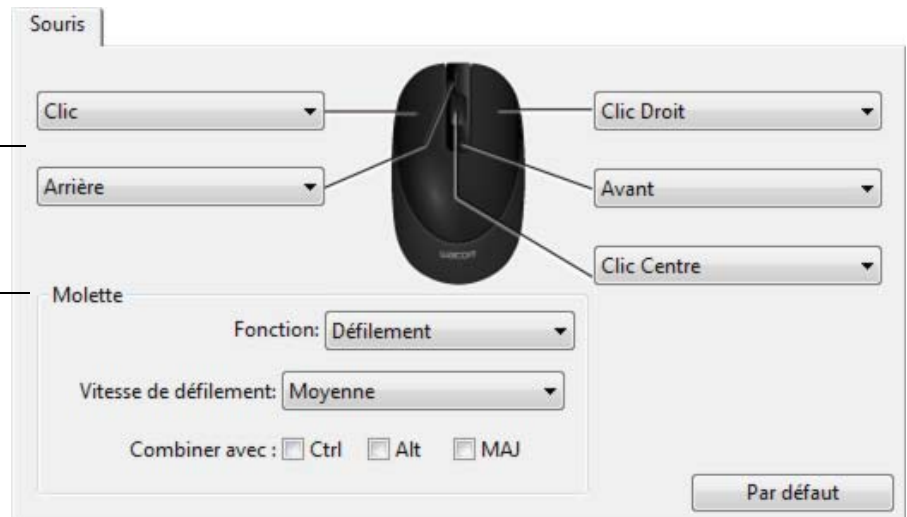 Souris
Clic
Clic Droit
Arrière
Avant
wacom
Clic Centre
Molette
Fonction: Défilement
Vitesse de défilement: Moyenne
Combiner avec : Ctrl Alt MAJ
Par défaut